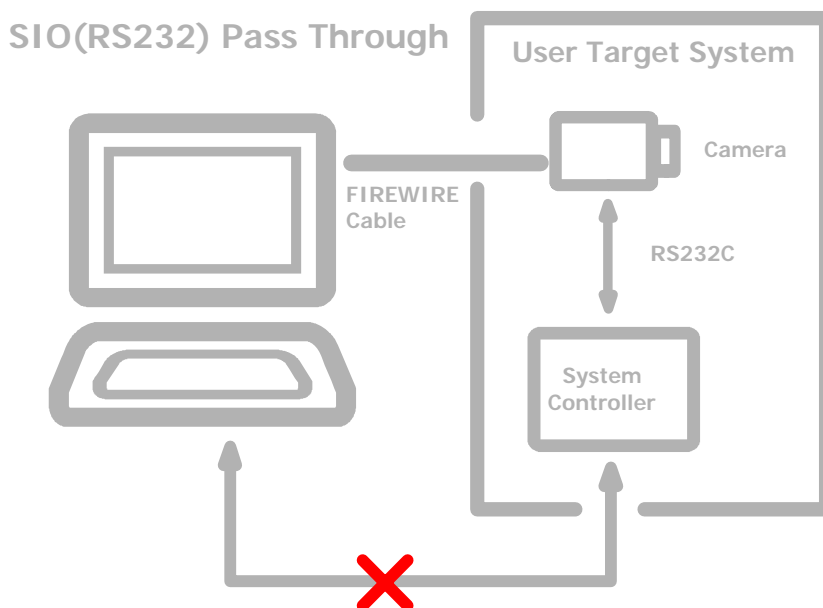 SIO(RS232) Pass Through
User Target System
Camera
FIREWIRE
Cable
RS232C
System
Controller